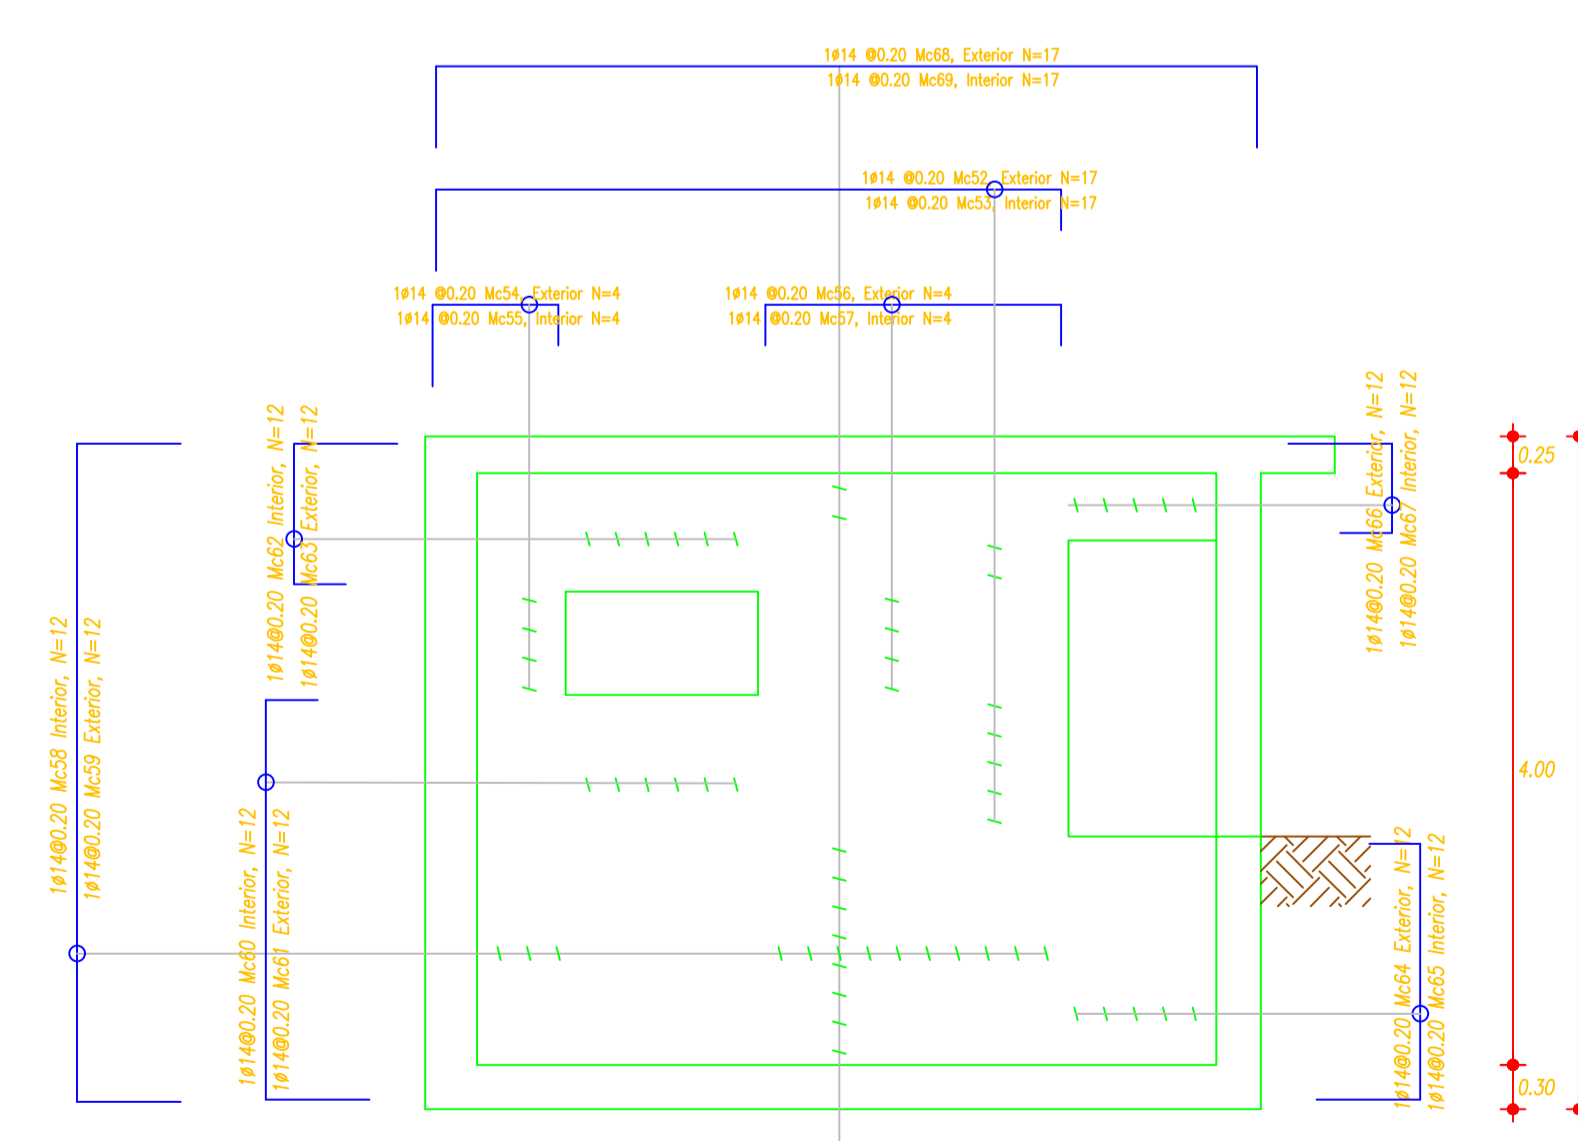 1ø14 @0.20 Mc68, Exterior N=17
1ø14 @0.20 Mc69, Interior N=17
1ø14 @0.20 Mc52, Exterior N=17
1ø14 @0.20 Mc53, Interior N=17
1ø14 @0.20 Mc54, Exterior N=4
1ø14 @0.20 Mc55, Interior N=4
1ø14 @0.20 Mc56, Exterior N=4
1ø14 @0.20 Mc57, Interior N=4
1ø14@0.20 Mc58 Interior, N=12
1ø14@0.20 Mc59 Exterior, N=12
1ø14@0.20 Mc62 Interior, N=12
1ø14@0.20 Mc63 Exterior, N=12
1ø14@0.20 Mc60 Interior, N=12
1ø14@0.20 Mc61 Exterior, N=12
1ø14@0.20 Mc66 Exterior, N=12
1ø14@0.20 Mc67 Interior, N=12
1ø14@0.20 Mc64 Exterior, N=12
1ø14@0.20 Mc65 Interior, N=12
0.25
4.00
0.30